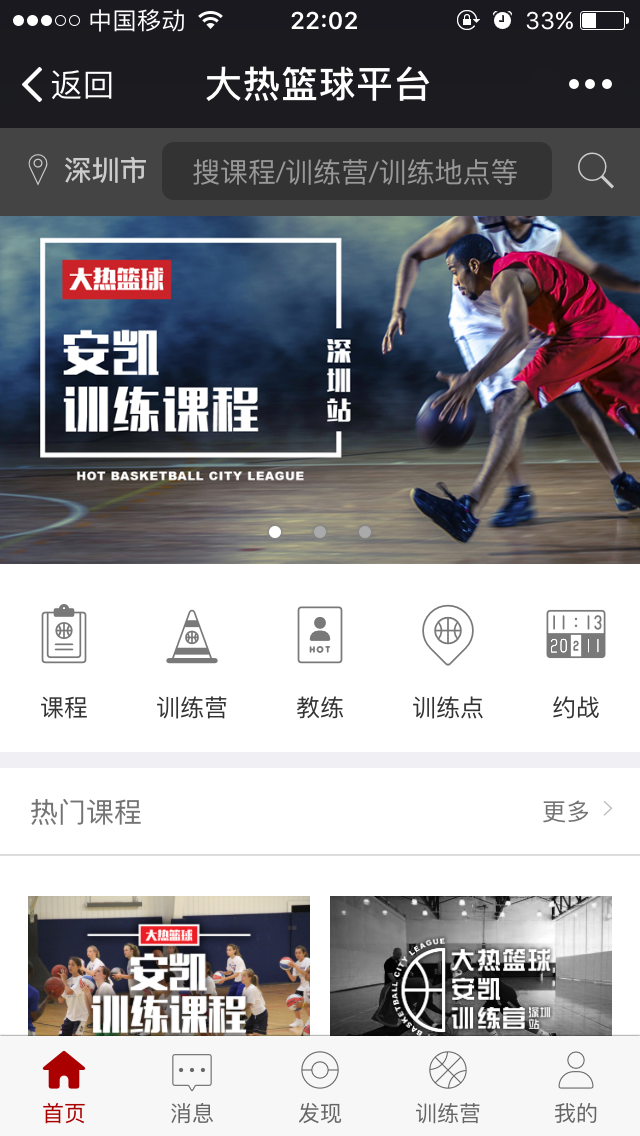 中国移动 22:02 33%
返回 大热篮球平台
深圳市 搜课程/训练营/训练地点等
大热篮球
安凯
训练课程
深圳站
HOT BASKETBALL CITY LEAGUE
HOT
11:13
20 2 11
课程 训练营 教练 训练点 约战
热门课程 更多
大热篮球
安凯
训练课程
BASKETBALL CITY LEAGUE
大热篮球
安凯
训练营 深圳站
首页 消息 发现 训练营 我的